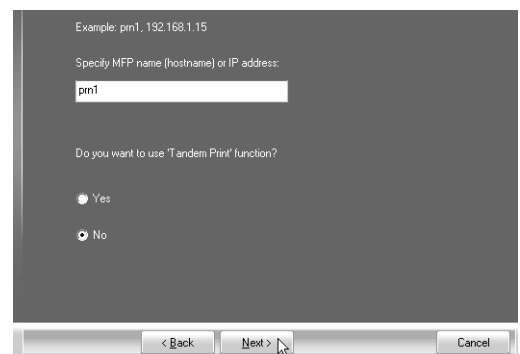 Example: prn1, 192.168.1.15
Specify MFP name (hostname) or IP address:
prn1
Do you want to use 'Tandem Print' function?
Yes
No
< Back
Next >
Cancel